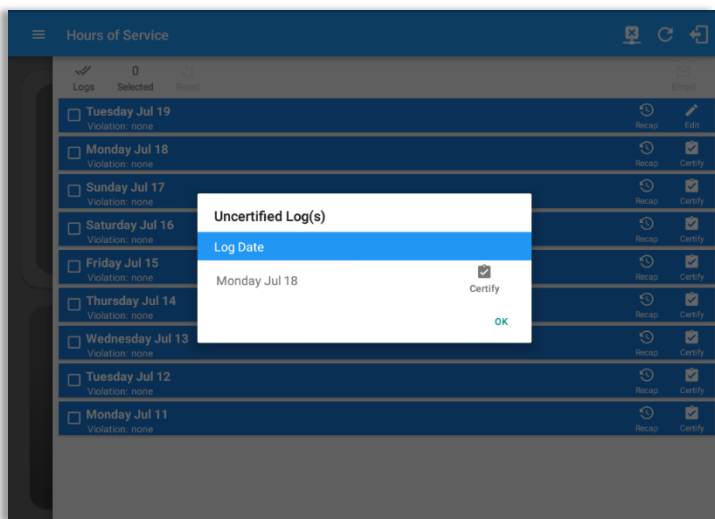 Hours of Service
Logs
0
Selected
Reset
Email
Tuesday Jul 19
Violation: none
Recap
Edit
Monday Jul 18
Violation: none
Recap
Certify
Sunday Jul 17
Violation: none
Recap
Certify
Saturday Jul 16
Violation: none
Recap
Certify
Friday Jul 15
Violation: none
Recap
Certify
Thursday Jul 14
Violation: none
Recap
Certify
Wednesday Jul 13
Violation: none
Recap
Certify
Tuesday Jul 12
Violation: none
Recap
Certify
Monday Jul 11
Violation: none
Recap
Certify
Uncertified Log(s)
Log Date
Monday Jul 18
Certify
OK